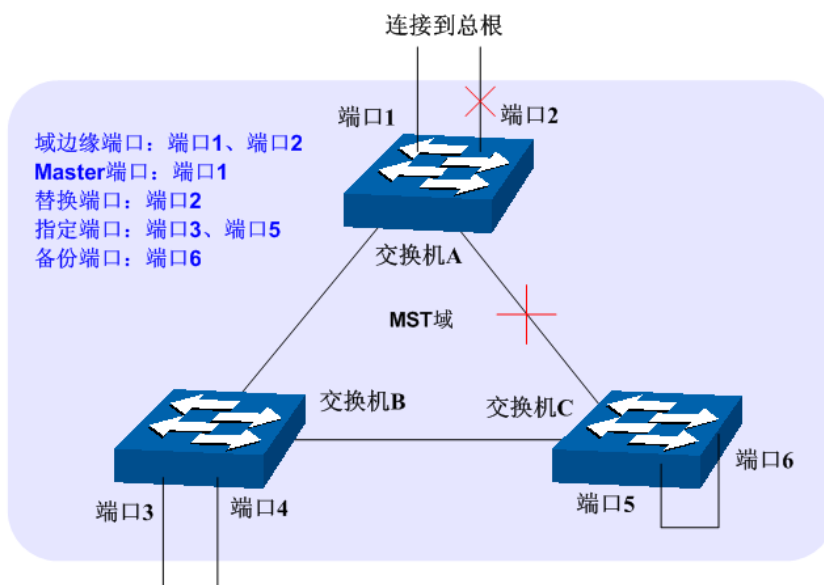 连接到总根
端口1
端口2
域边缘端口：端口1、端口2
Master端口：端口1
替换端口：端口2
指定端口：端口3、端口5
备份端口：端口6
交换机A
MST域
交换机B
交换机C
端口6
端口3
端口4
端口5